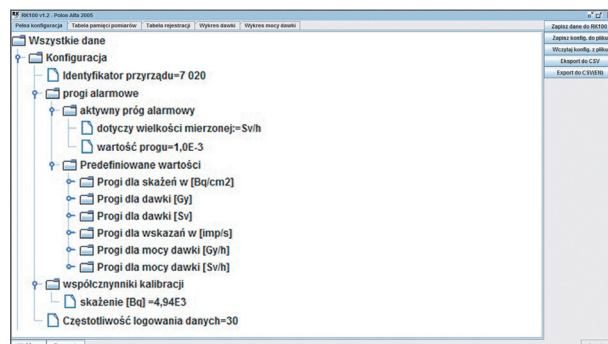 RK100 v1.2 - Polon Alfa 2005
Pełna konfiguracja Tabela pamięci pomiarów Tabela rejestracji Wykres dawki Wykres mocy dawki
Zapisz dane do RK100
Zapisz konfig. do pliku
Wczytaj konfig. z pliku
Eksport do CSV
Export do CSV(EN)
Wszystkie dane
Konfiguracja
Identyfikator przyrządu=7 020
progi alarmowe
aktywny próg alarmowy
dotyczy wielkości mierzonej:=Sv/h
wartość progu=1,0E-3
Predefiniowane wartości
Progi dla skażeń w [Bq/cm2]
Progi dla dawki [Gy]
Progi dla dawki [Sv]
Progi dla wskazań w [imp/s]
Progi dla mocy dawki [Gy/h]
Progi dla mocy dawki [Sv/h]
współcznynniki kalibracji
skażenie [Bq] =4,94E3
Częstotliwość logowania danych=30